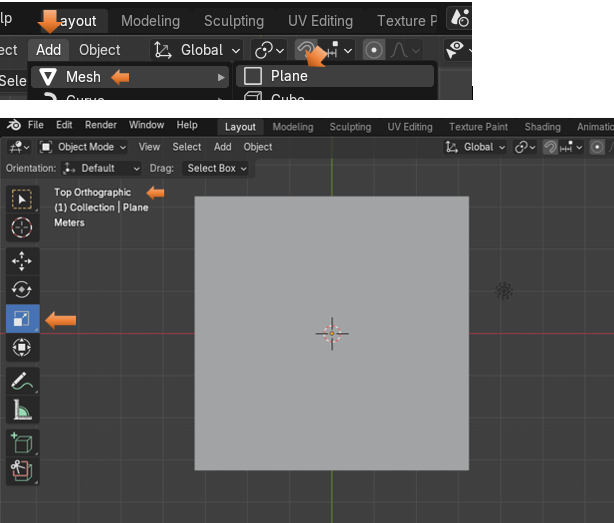 lp Layout Modeling Sculpting UV Editing Texture P
ect Add Object Global
Sele Mesh Plane
Curve Cube
File Edit Render Window Help Layout Modeling Sculpting UV Editing Texture Paint Shading Animatio
Object Mode View Select Add Object Global
Orientation: Default Drag: Select Box
Top Orthographic
(1) Collection | Plane
Meters